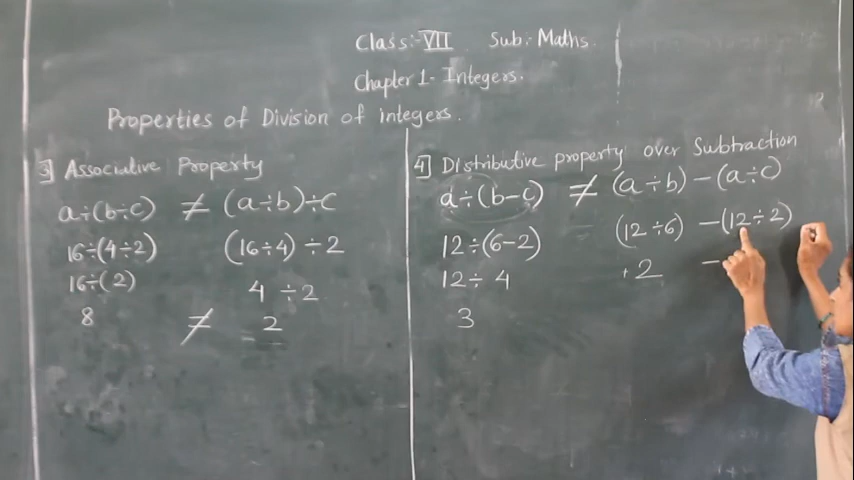 Class:-VII Sub:- Maths.
Chapter 1 - Integers.
Properties of Division of integers.
3] Associative Property
a÷(b÷c) ≠ (a÷b)÷c
16÷(4÷2) (16÷4) ÷2
16÷(2) 4 ÷2
8 ≠ 2
4] Distributive property over Subtraction
a÷(b-c) ≠ (a÷b)-(a÷c)
12÷(6-2) (12÷6) -(12÷2)
12÷ 4 +2 -
3